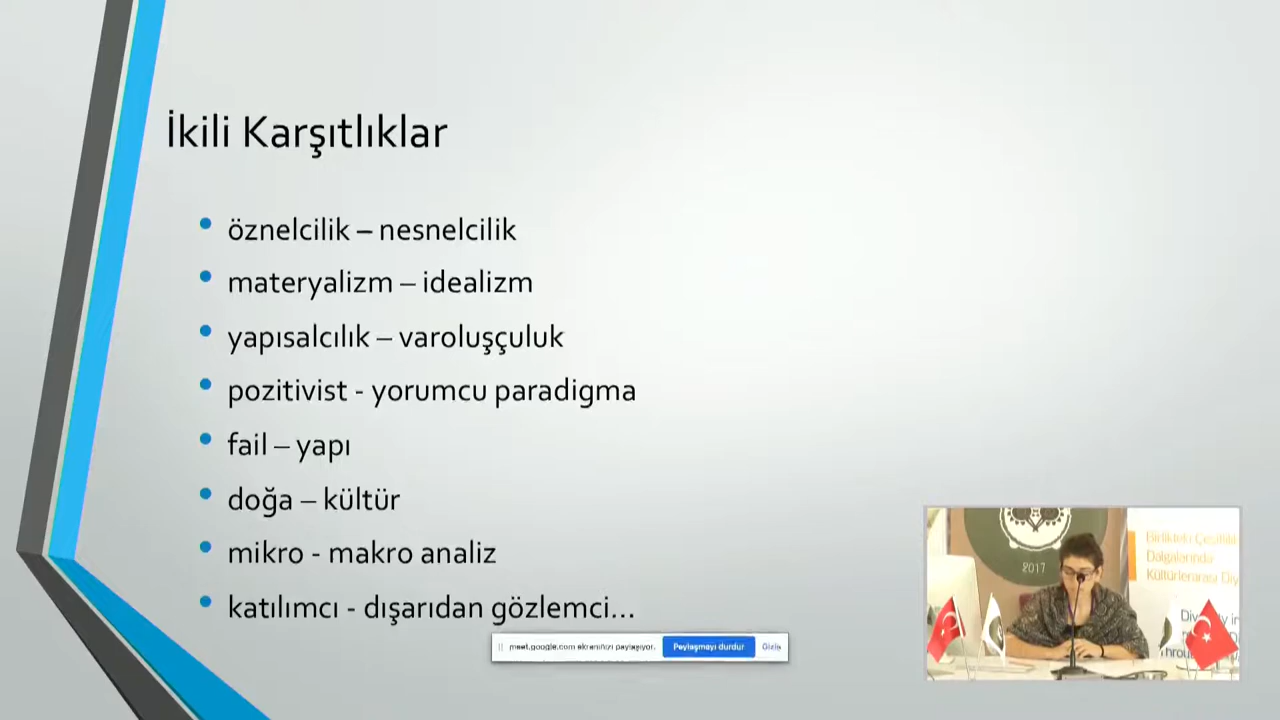 İkili Karşıtlıklar
• öznelcilik – nesnelcilik
• materyalizm – idealizm
• yapısalcılık – varoluşçuluk
• pozitivist - yorumcu paradigma
• fail – yapı
• doğa – kültür
• mikro - makro analiz
• katılımcı - dışarıdan gözlemci...
meet.google.com ekranınızı paylaşıyor. Paylaşmayı durdur Gizle
2017
Birlikteki Çeşitlilik
Dalgalarında
Kültürlerarası Diy